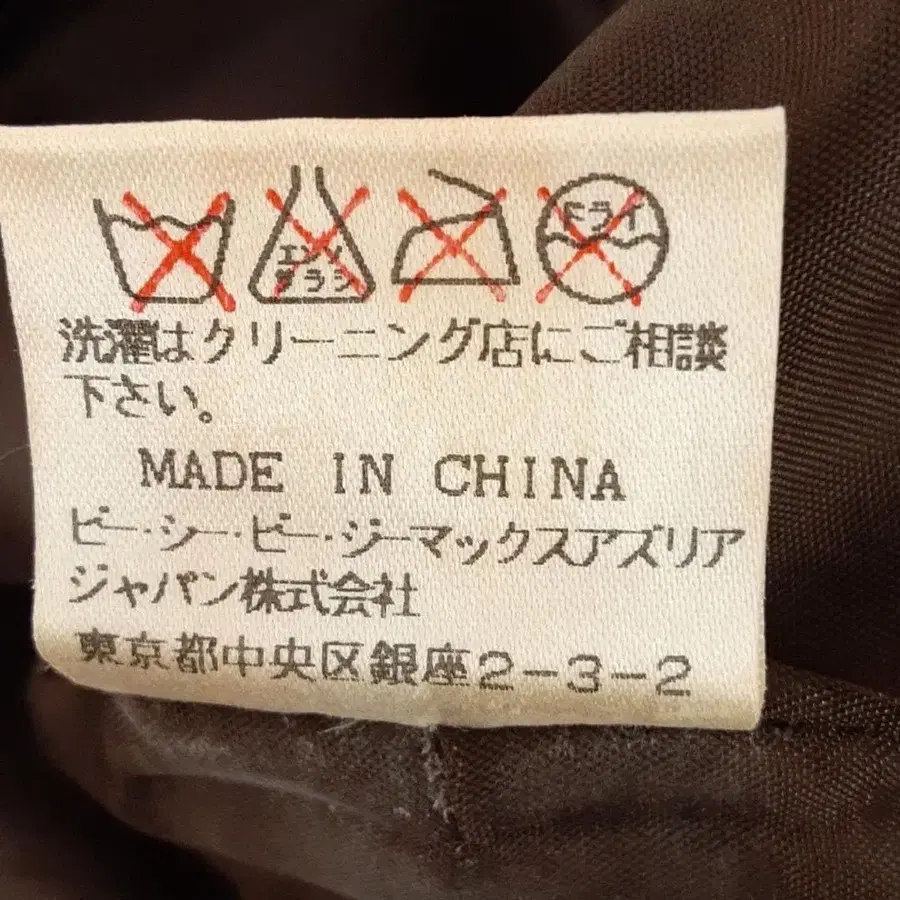 エンソ ドライ
サラシ
洗濯はクリーニング店にご相談
下さい。
MADE IN CHINA
ビー・シー・ビー・ジーマックスアズリア
ジャパン株式会社
東京都中央区銀座2-3-2